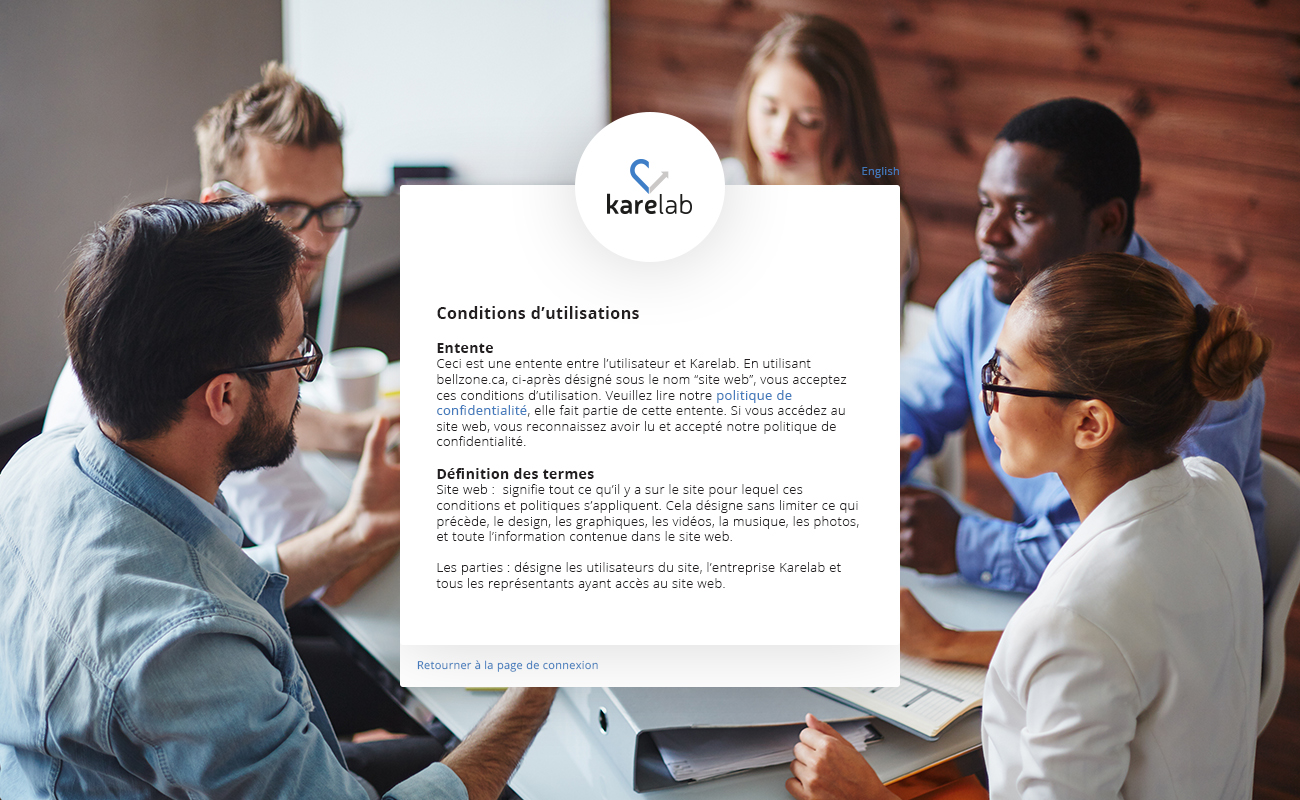 English
karelab
Conditions d’utilisations
Entente
Ceci est une entente entre l’utilisateur et Karelab. En utilisant
bellzone.ca, ci-après désigné sous le nom “site web”, vous acceptez
ces conditions d’utilisation. Veuillez lire notre politique de
confidentialité, elle fait partie de cette entente. Si vous accédez au
site web, vous reconnaissez avoir lu et accepté notre politique de
confidentialité.
Définition des termes
Site web :  signifie tout ce qu’il y a sur le site pour lequel ces
conditions et politiques s’appliquent. Cela désigne sans limiter ce qui
précède, le design, les graphiques, les vidéos, la musique, les photos,
et toute l’information contenue dans le site web.
Les parties : désigne les utilisateurs du site, l’entreprise Karelab et
tous les représentants ayant accès au site web.
Retourner à la page de connexion